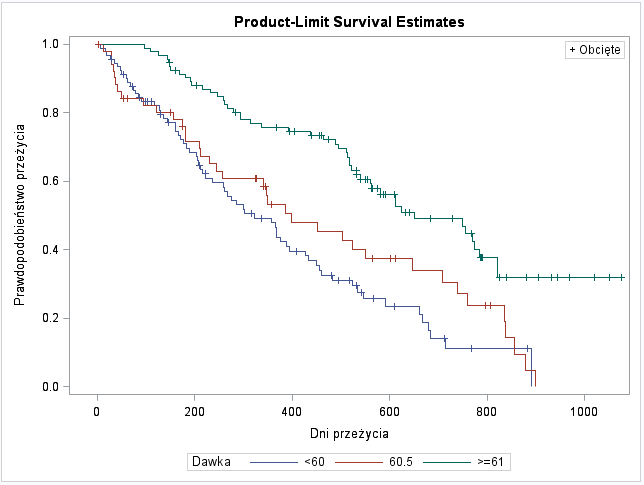 Product-Limit Survival Estimates
+ Obcięte
1.0
0.8
0.6
0.4
0.2
0.0
Prawdopodobieństwo przeżycia
0 200 400 600 800 1000
Dni przeżycia
Dawka <60 60.5 >=61